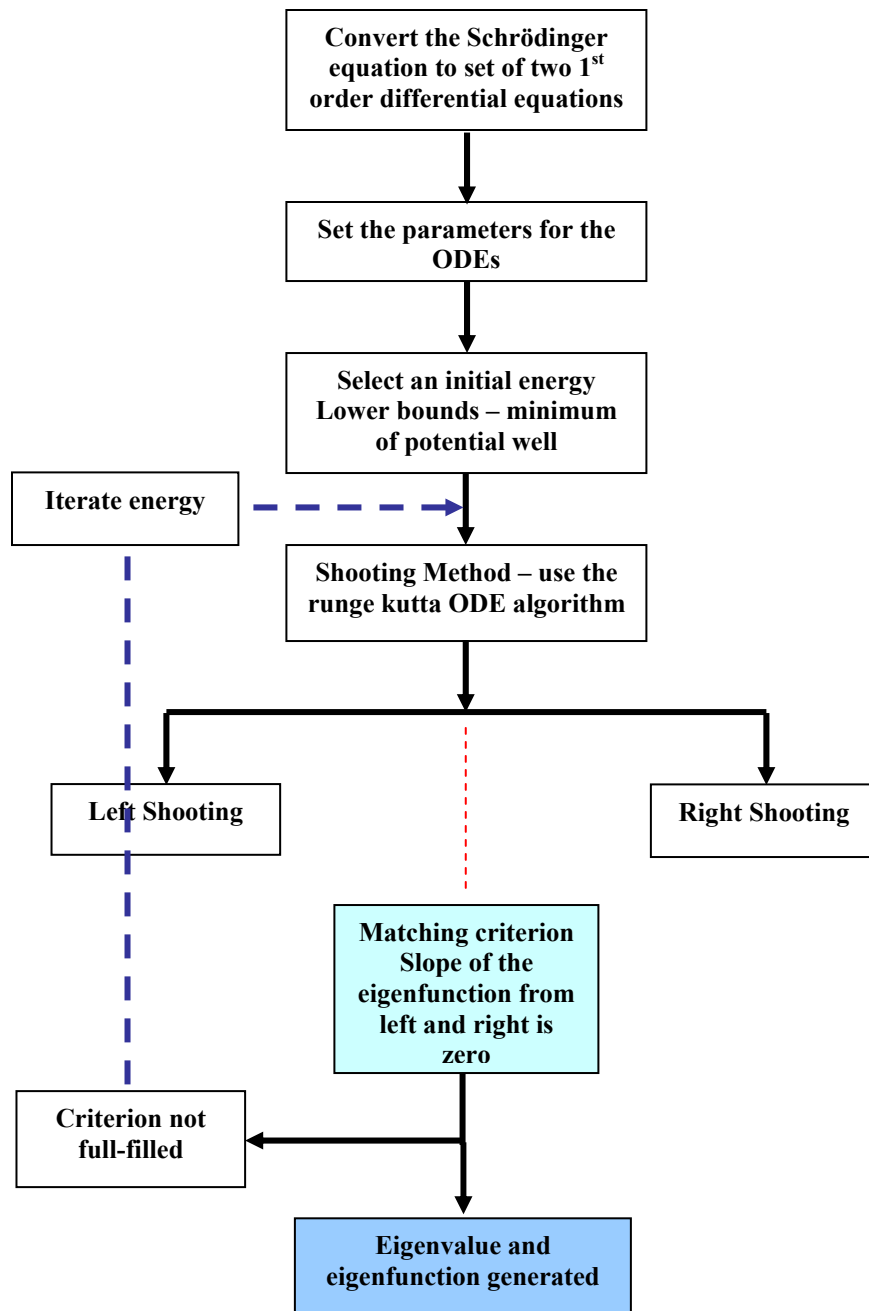 Convert the Schrödinger
equation to set of two 1st
order differential equations
Set the parameters for the
ODEs
Select an initial energy
Lower bounds – minimum
of potential well
Iterate energy
Shooting Method – use the
runge kutta ODE algorithm
Left Shooting
Right Shooting
Matching criterion
Slope of the
eigenfunction from
left and right is
zero
Criterion not
full-filled
Eigenvalue and
eigenfunction generated